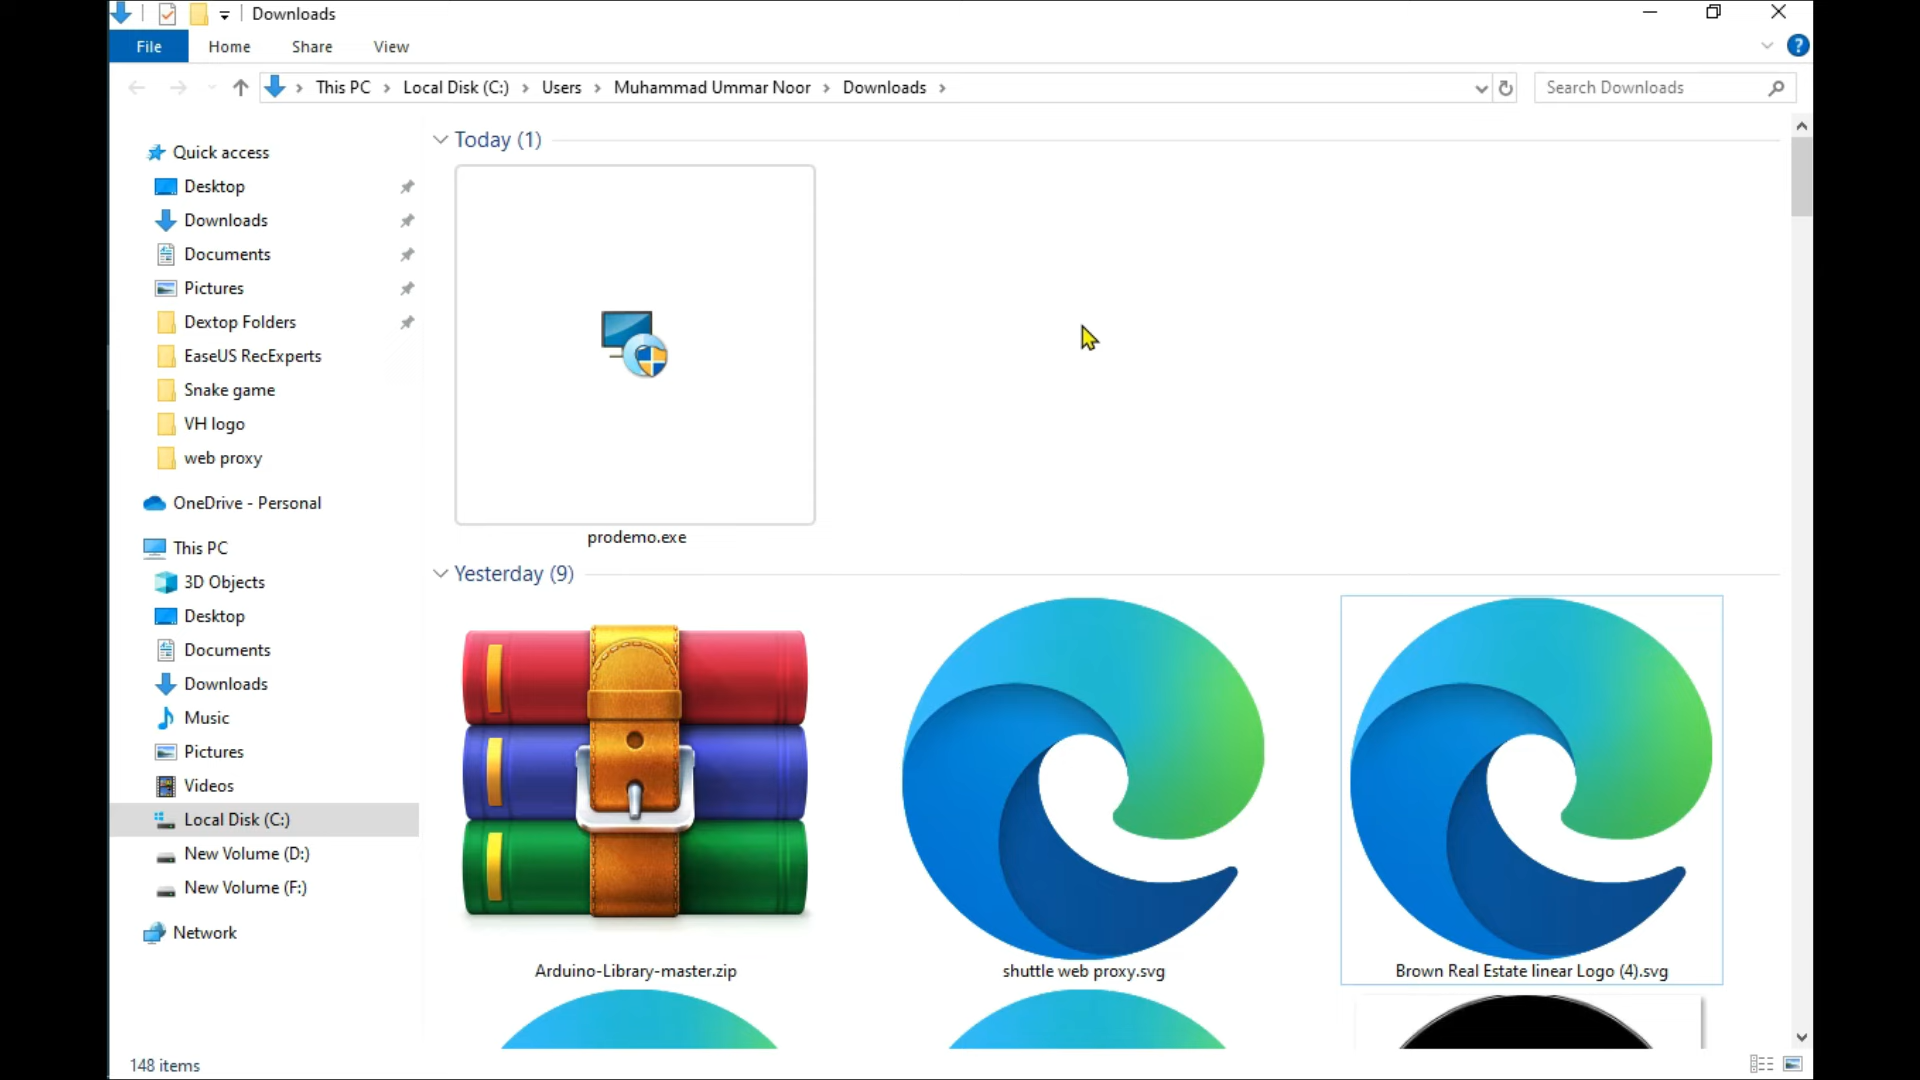 Downloads
File Home Share View
This PC Local Disk (C:) Users Muhammad Ummar Noor Downloads
Search Downloads
Quick access
Desktop
Downloads
Documents
Pictures
Dextop Folders
EaseUS RecExperts
Snake game
VH logo
web proxy
OneDrive - Personal
This PC
3D Objects
Desktop
Documents
Downloads
Music
Pictures
Videos
Local Disk (C:)
New Volume (D:)
New Volume (F:)
Network
Today (1)
prodemo.exe
Yesterday (9)
Arduino-Library-master.zip
shuttle web proxy.svg
Brown Real Estate linear Logo (4).svg
148 items